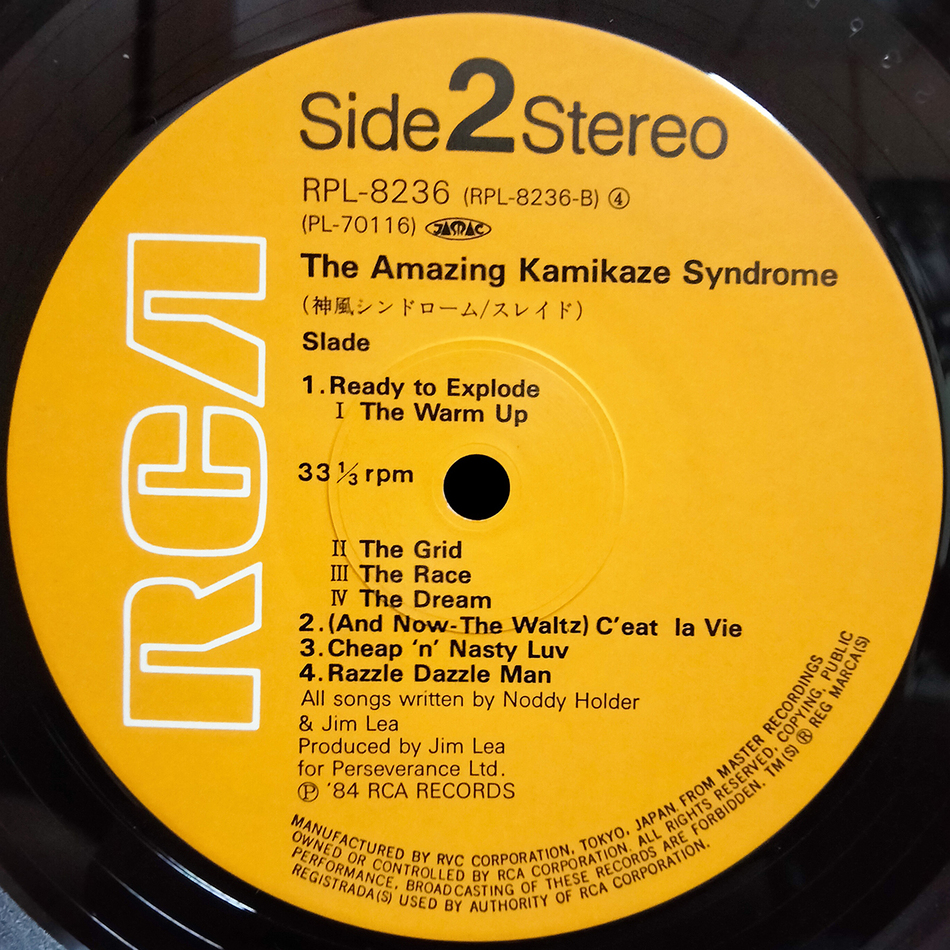 Side 2 Stereo
RPL-8236 (RPL-8236-B) ④
(PL-70116) JASRAC
The Amazing Kamikaze Syndrome
(神風シンドローム/スレイド)
Slade
1. Ready to Explode
I The Warm Up
33 1/3 rpm
II The Grid
III The Race
IV The Dream
2. (And Now-The Waltz) C'eat la Vie
3. Cheap 'n' Nasty Luv
4. Razzle Dazzle Man
All songs written by Noddy Holder
& Jim Lea
Produced by Jim Lea
for Perseverance Ltd.
Ⓟ '84 RCA RECORDS
MANUFACTURED BY RVC CORPORATION, TOKYO, JAPAN, FROM MASTER RECORDINGS
OWNED OR CONTROLLED BY RCA CORPORATION. ALL RIGHTS RESERVED. COPYING, PUBLIC
PERFORMANCE, BROADCASTING OF THESE RECORDS ARE FORBIDDEN. TM(S) ® REG MARCA(S)
REGISTRADA(S) USED BY AUTHORITY OF RCA CORPORATION.
RCA